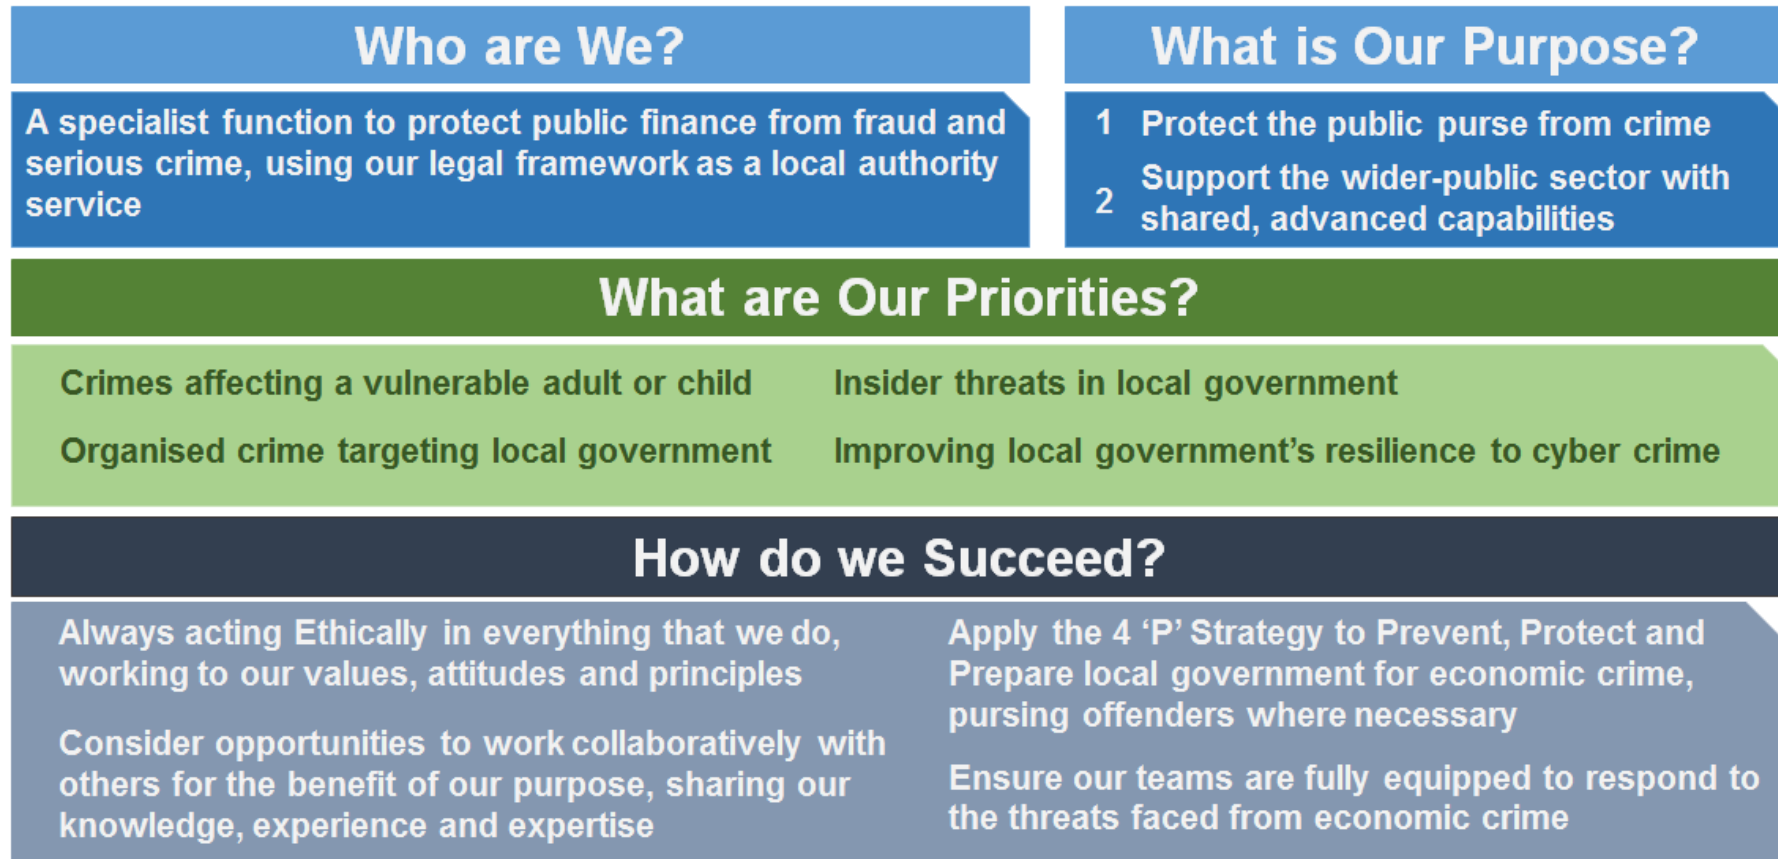 Who are We?
A specialist function to protect public finance from fraud and
serious crime, using our legal framework as a local authority
service
What is Our Purpose?
1 Protect the public purse from crime
2 Support the wider-public sector with
shared, advanced capabilities
What are Our Priorities?
Crimes affecting a vulnerable adult or child
Organised crime targeting local government
Insider threats in local government
Improving local government’s resilience to cyber crime
How do we Succeed?
Always acting Ethically in everything that we do,
working to our values, attitudes and principles
Consider opportunities to work collaboratively with
others for the benefit of our purpose, sharing our
knowledge, experience and expertise
Apply the 4 ‘P’ Strategy to Prevent, Protect and
Prepare local government for economic crime,
pursing offenders where necessary
Ensure our teams are fully equipped to respond to
the threats faced from economic crime